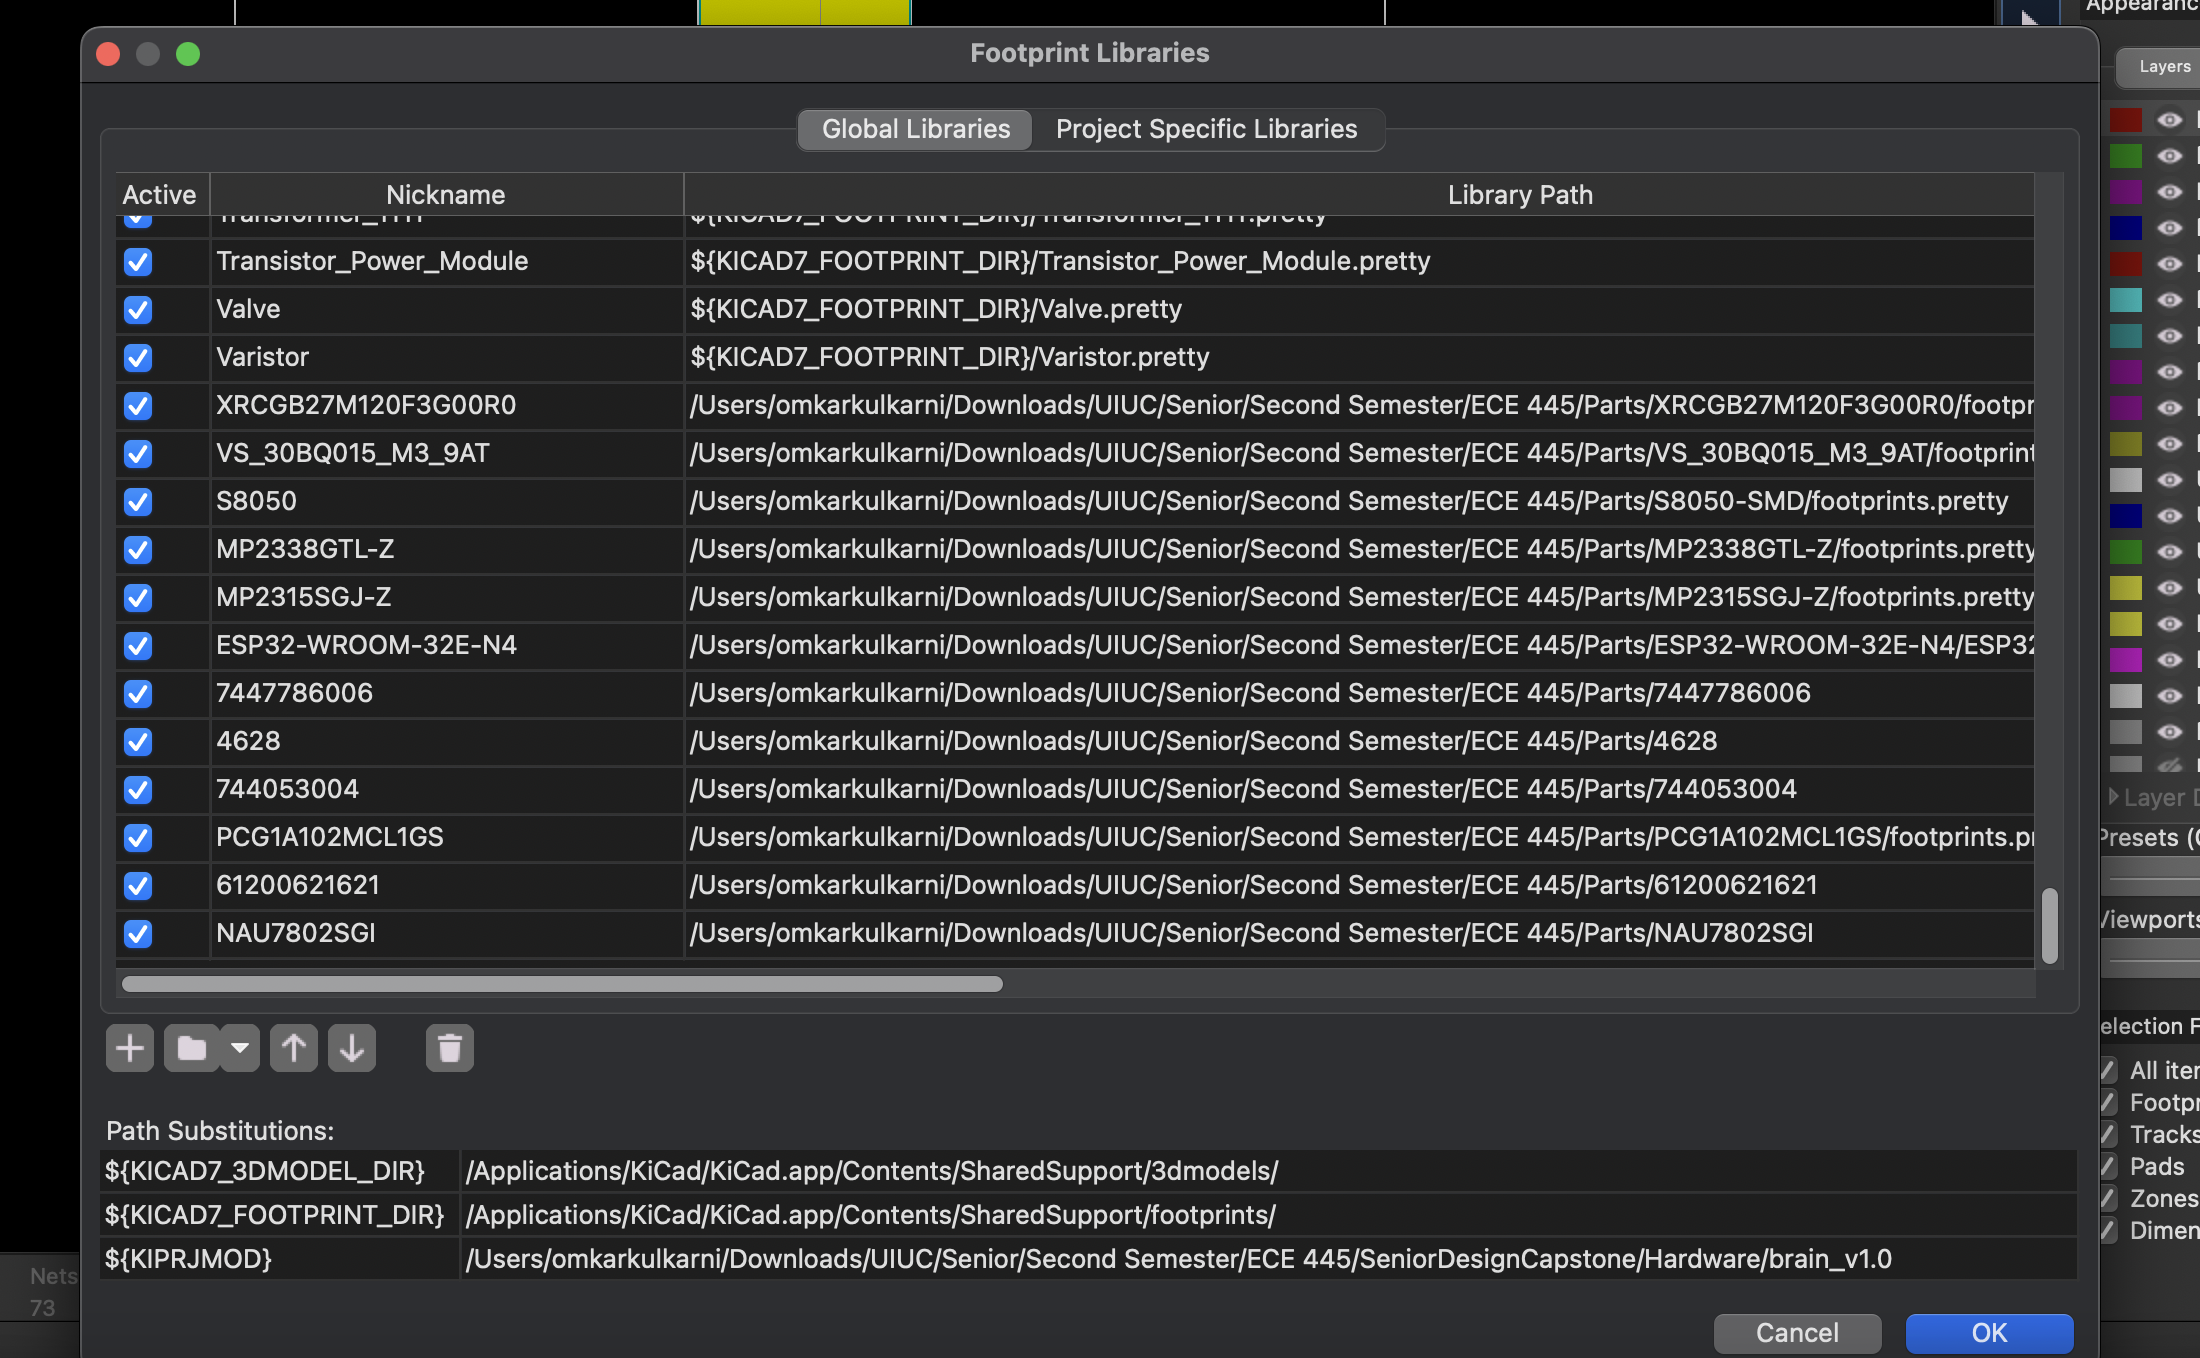 Footprint Libraries
Layers
Global Libraries Project Specific Libraries
Active Nickname Library Path
Transformer_THT ${KICAD7_FOOTPRINT_DIR}/Transformer_THT.pretty
Transistor_Power_Module ${KICAD7_FOOTPRINT_DIR}/Transistor_Power_Module.pretty
Valve ${KICAD7_FOOTPRINT_DIR}/Valve.pretty
Varistor ${KICAD7_FOOTPRINT_DIR}/Varistor.pretty
XRCGB27M120F3G00R0 /Users/omkarkulkarni/Downloads/UIUC/Senior/Second Semester/ECE 445/Parts/XRCGB27M120F3G00R0/footpr
VS_30BQ015_M3_9AT /Users/omkarkulkarni/Downloads/UIUC/Senior/Second Semester/ECE 445/Parts/VS_30BQ015_M3_9AT/footprint
S8050 /Users/omkarkulkarni/Downloads/UIUC/Senior/Second Semester/ECE 445/Parts/S8050-SMD/footprints.pretty
MP2338GTL-Z /Users/omkarkulkarni/Downloads/UIUC/Senior/Second Semester/ECE 445/Parts/MP2338GTL-Z/footprints.pretty
MP2315SGJ-Z /Users/omkarkulkarni/Downloads/UIUC/Senior/Second Semester/ECE 445/Parts/MP2315SGJ-Z/footprints.pretty
ESP32-WROOM-32E-N4 /Users/omkarkulkarni/Downloads/UIUC/Senior/Second Semester/ECE 445/Parts/ESP32-WROOM-32E-N4/ESP32
7447786006 /Users/omkarkulkarni/Downloads/UIUC/Senior/Second Semester/ECE 445/Parts/7447786006
4628 /Users/omkarkulkarni/Downloads/UIUC/Senior/Second Semester/ECE 445/Parts/4628
744053004 /Users/omkarkulkarni/Downloads/UIUC/Senior/Second Semester/ECE 445/Parts/744053004
Layer
PCG1A102MCL1GS /Users/omkarkulkarni/Downloads/UIUC/Senior/Second Semester/ECE 445/Parts/PCG1A102MCL1GS/footprints.pr
Presets
61200621621 /Users/omkarkulkarni/Downloads/UIUC/Senior/Second Semester/ECE 445/Parts/61200621621
Viewports
NAU7802SGI /Users/omkarkulkarni/Downloads/UIUC/Senior/Second Semester/ECE 445/Parts/NAU7802SGI
election F
All iter
Footpr
Path Substitutions:
Tracks
${KICAD7_3DMODEL_DIR} /Applications/KiCad/KiCad.app/Contents/SharedSupport/3dmodels/
Pads
${KICAD7_FOOTPRINT_DIR} /Applications/KiCad/KiCad.app/Contents/SharedSupport/footprints/
Zones
Dimen
${KIPRJMOD} /Users/omkarkulkarni/Downloads/UIUC/Senior/Second Semester/ECE 445/SeniorDesignCapstone/Hardware/brain_v1.0
Nets
73
Cancel OK